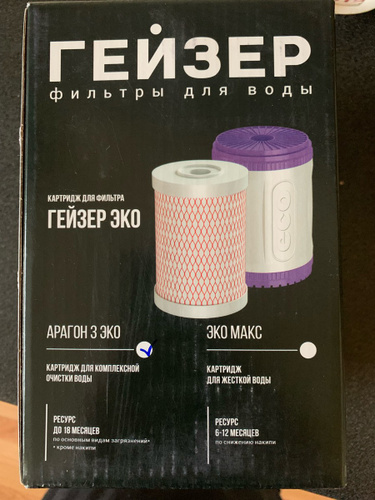 ГЕЙЗЕР
фильтры для воды
КАРТРИДЖ ДЛЯ ФИЛЬТРА
ГЕЙЗЕР ЭКО
eco
АРАГОН 3 ЭКО
КАРТРИДЖ ДЛЯ КОМПЛЕКСНОЙ
ОЧИСТКИ ВОДЫ
РЕСУРС
ДО 18 МЕСЯЦЕВ
по основным видам загрязнений*
* кроме накипи
ЭКО МАКС
КАРТРИДЖ
ДЛЯ ЖЕСТКОЙ ВОДЫ
РЕСУРС
6-12 МЕСЯЦЕВ
по снижению накипи